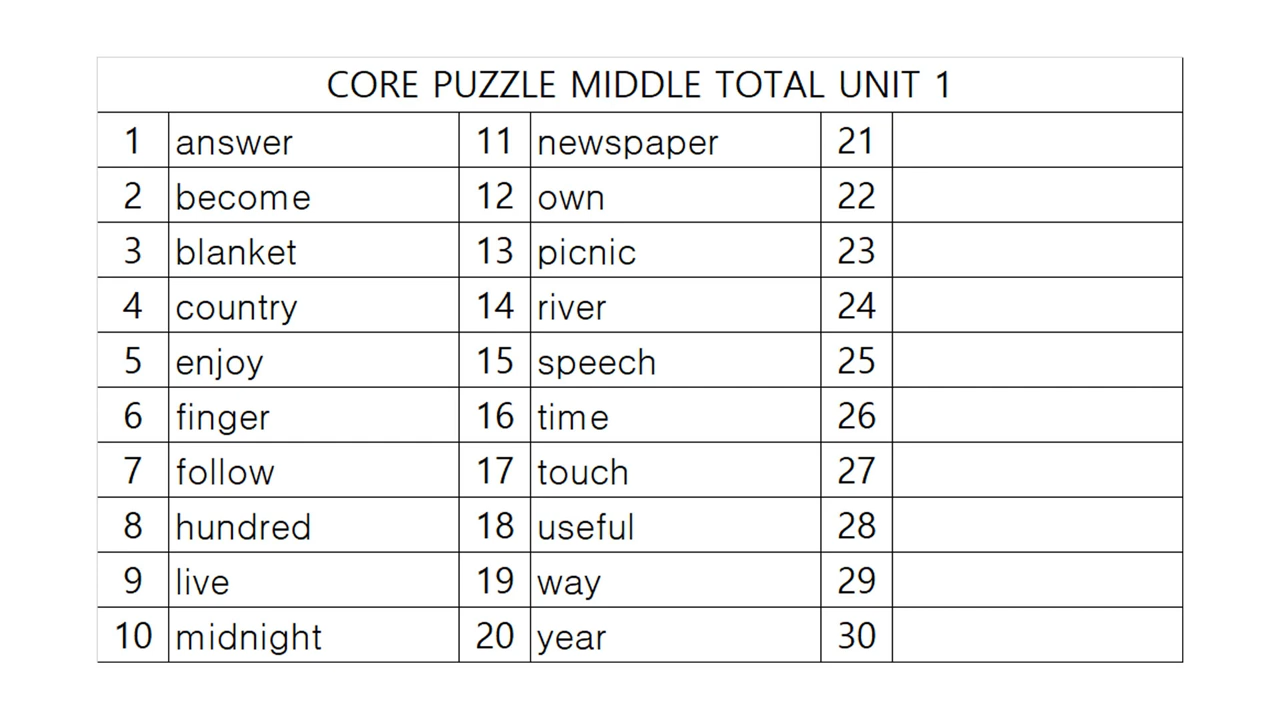 CORE PUZZLE MIDDLE TOTAL UNIT 1
1 answer 11 newspaper 21
2 become 12 own 22
3 blanket 13 picnic 23
4 country 14 river 24
5 enjoy 15 speech 25
6 finger 16 time 26
7 follow 17 touch 27
8 hundred 18 useful 28
9 live 19 way 29
10 midnight 20 year 30